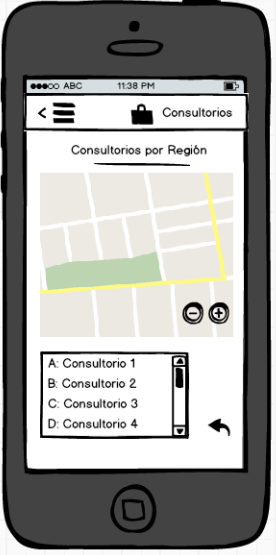 ABC 11:38 PM
Consultorios
Consultorios por Región
A: Consultorio 1
B: Consultorio 2
C: Consultorio 3
D: Consultorio 4